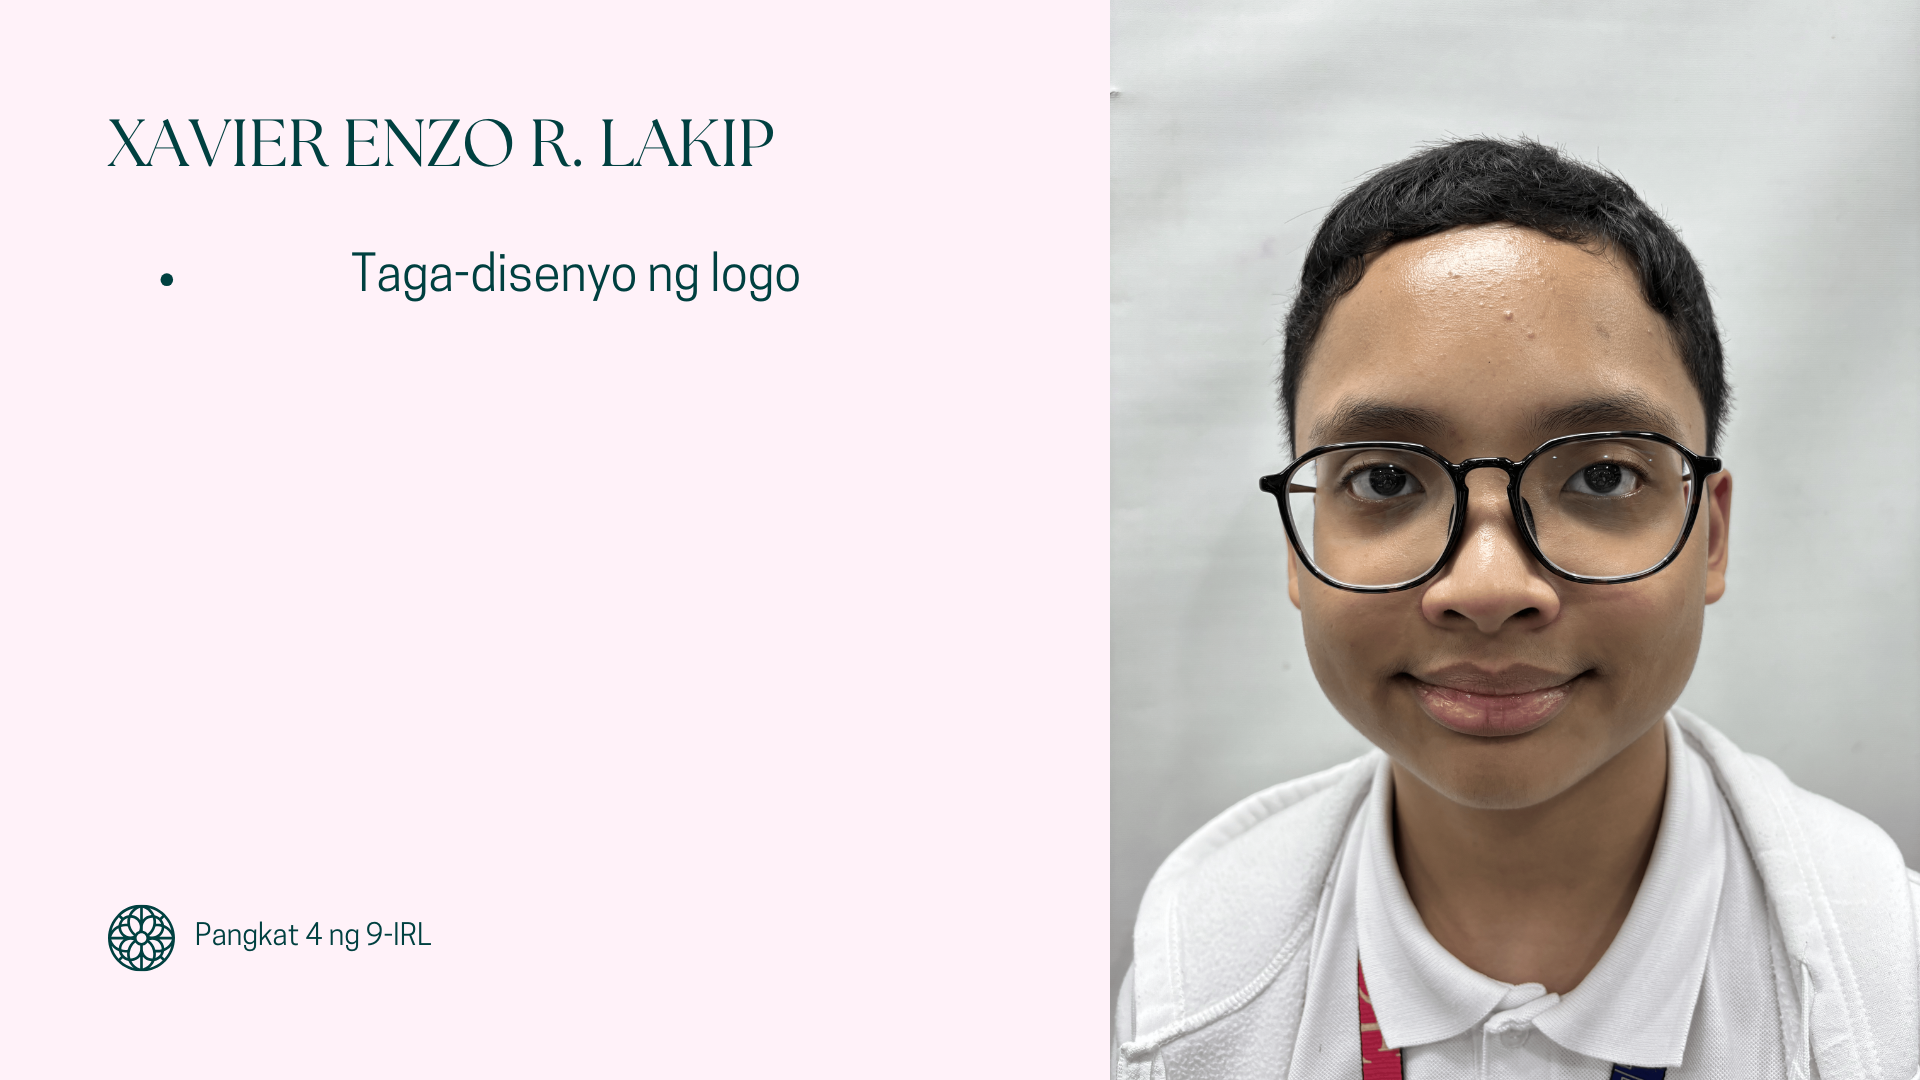 XAVIER ENZO R. LAKIP
• Taga-disenyo ng logo
Pangkat 4 ng 9-IRL